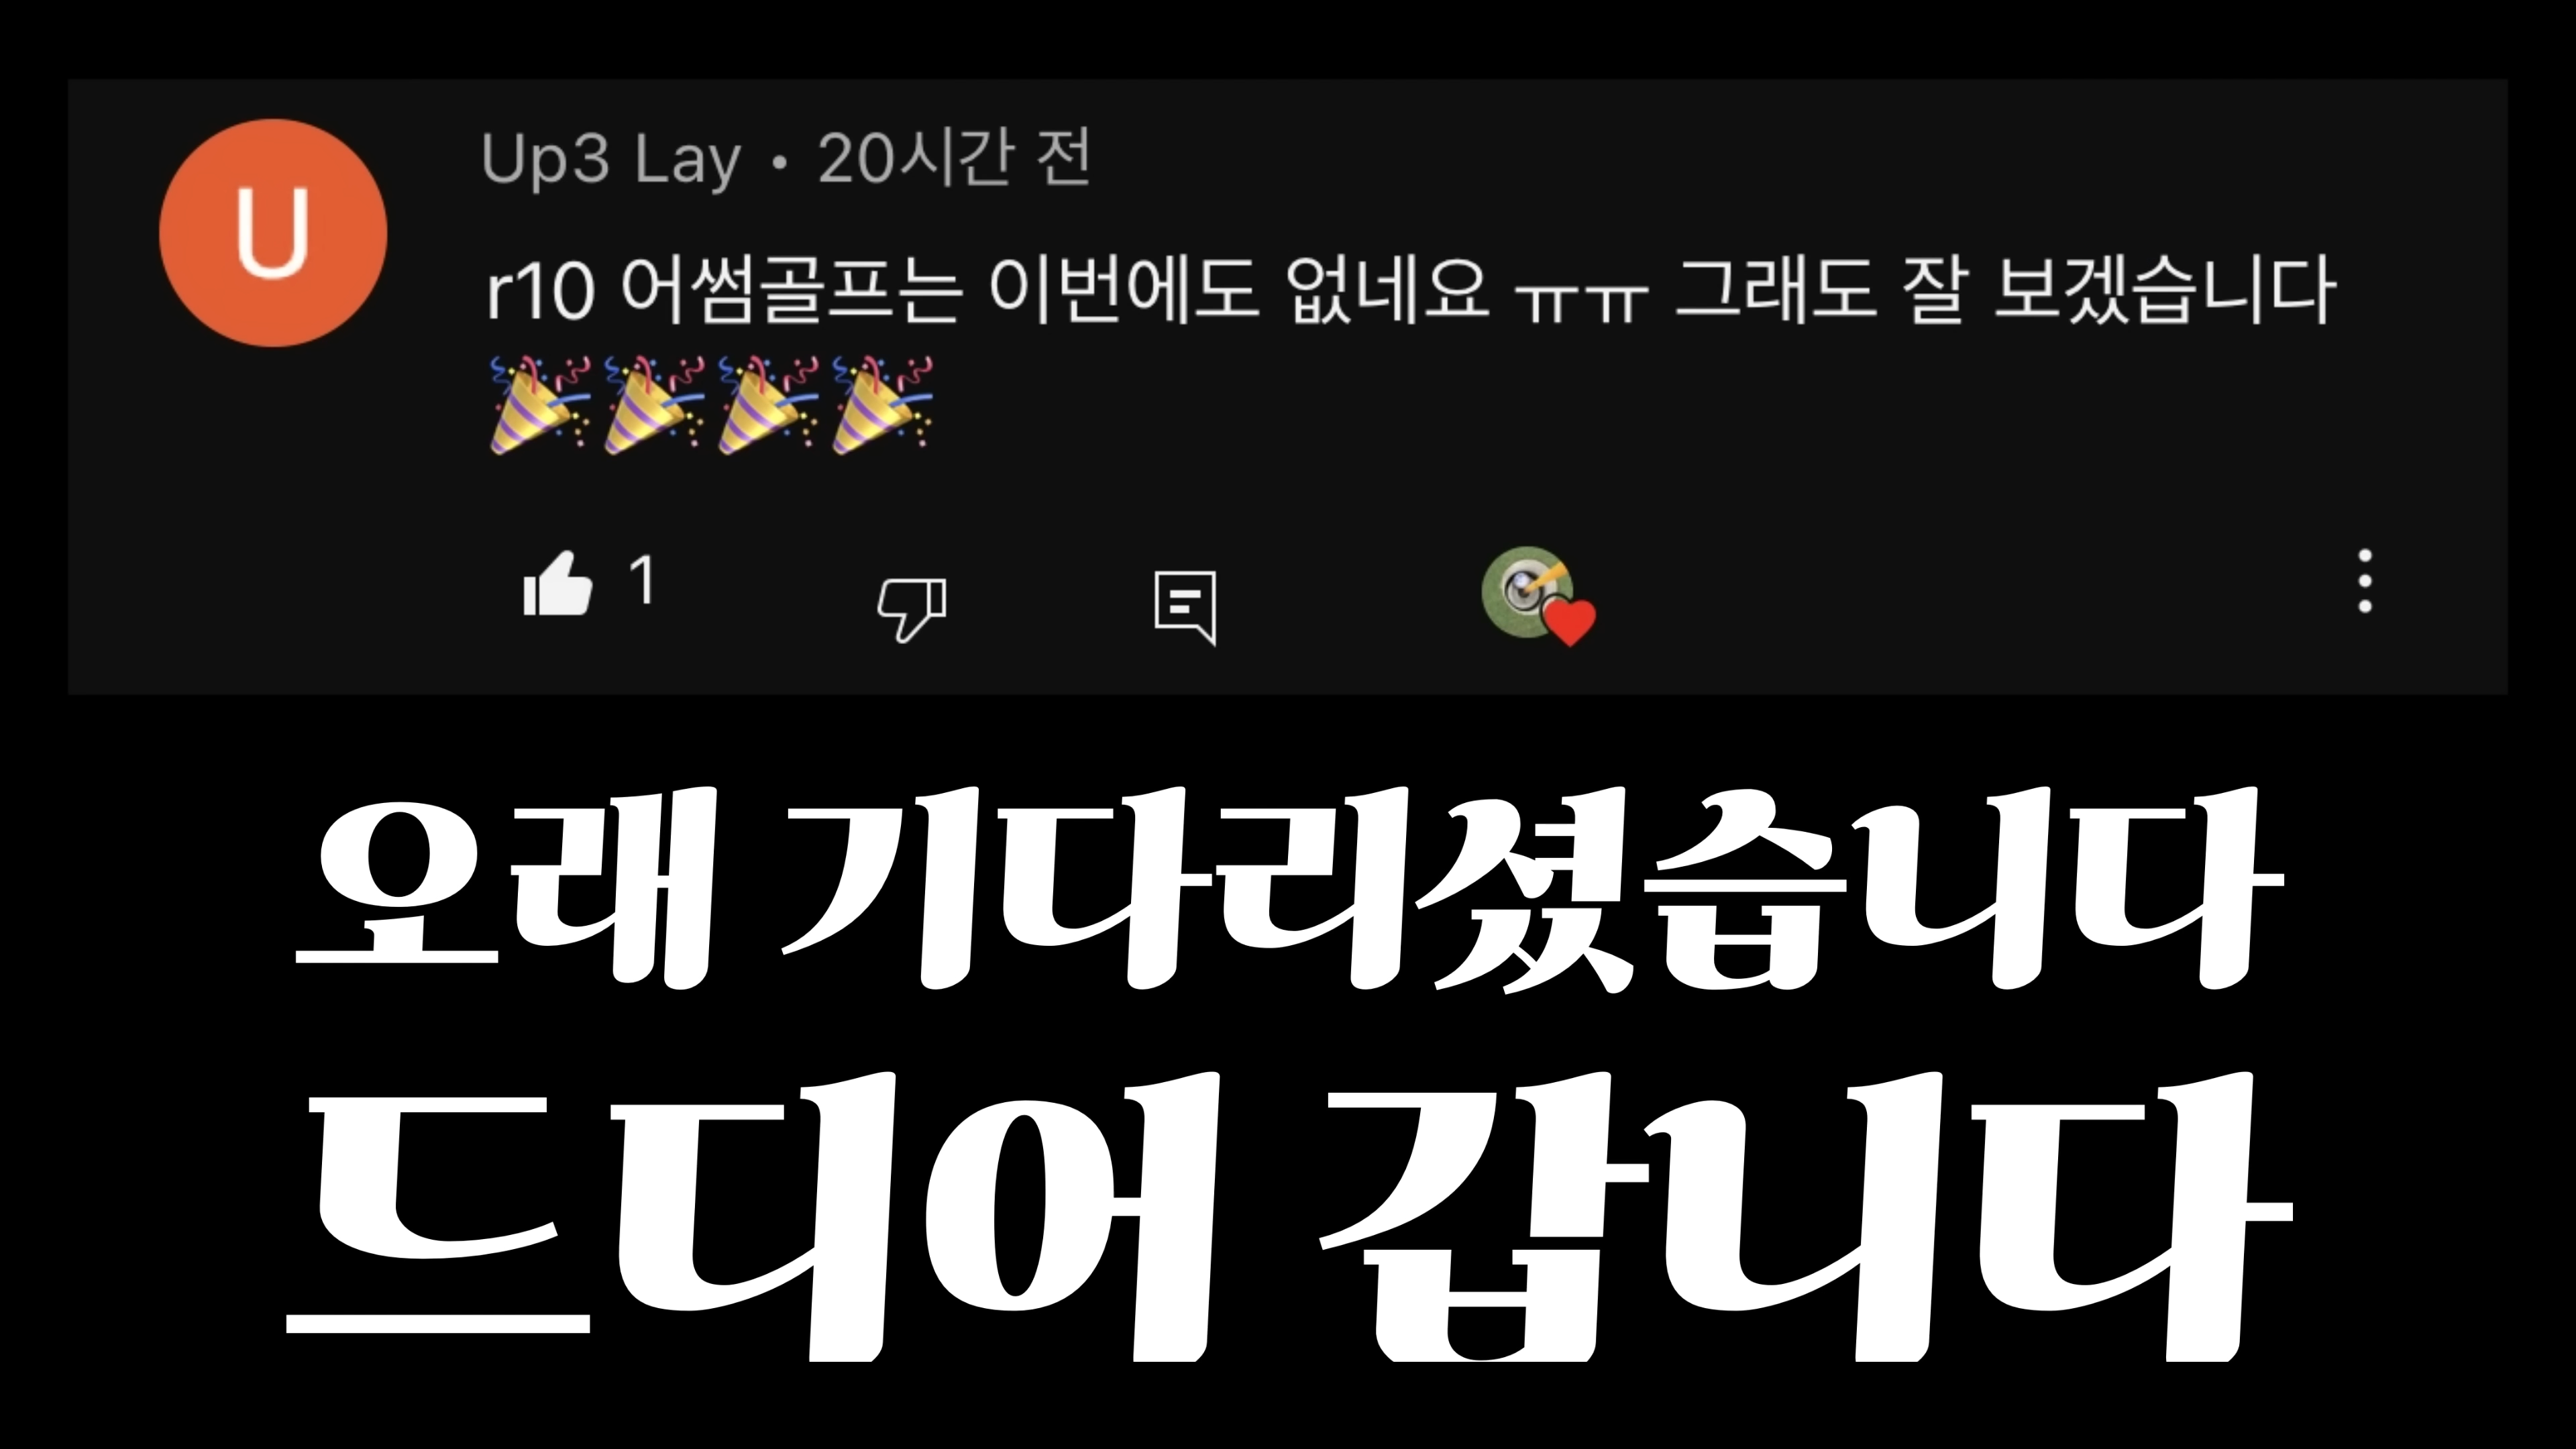 U
Up3 Lay • 20시간 전
r10 어썸골프는 이번에도 없네요 ㅠㅠ 그래도 잘 보겠습니다
🎉🎉🎉🎉
1
오래 기다리셨습니다
드디어 갑니다